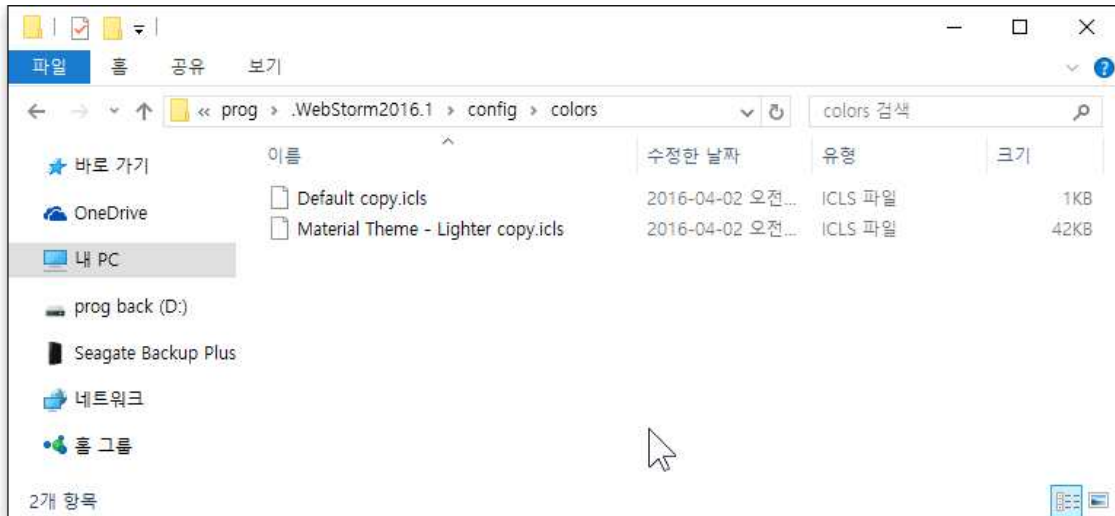 파일 홈 공유 보기
« prog > .WebStorm2016.1 > config > colors colors 검색
이름 수정한 날짜 유형 크기
Default copy.icls 2016-04-02 오전... ICLS 파일 1KB
Material Theme - Lighter copy.icls 2016-04-02 오전... ICLS 파일 42KB
바로 가기
OneDrive
내 PC
prog back (D:)
Seagate Backup Plus
네트워크
홈 그룹
2개 항목